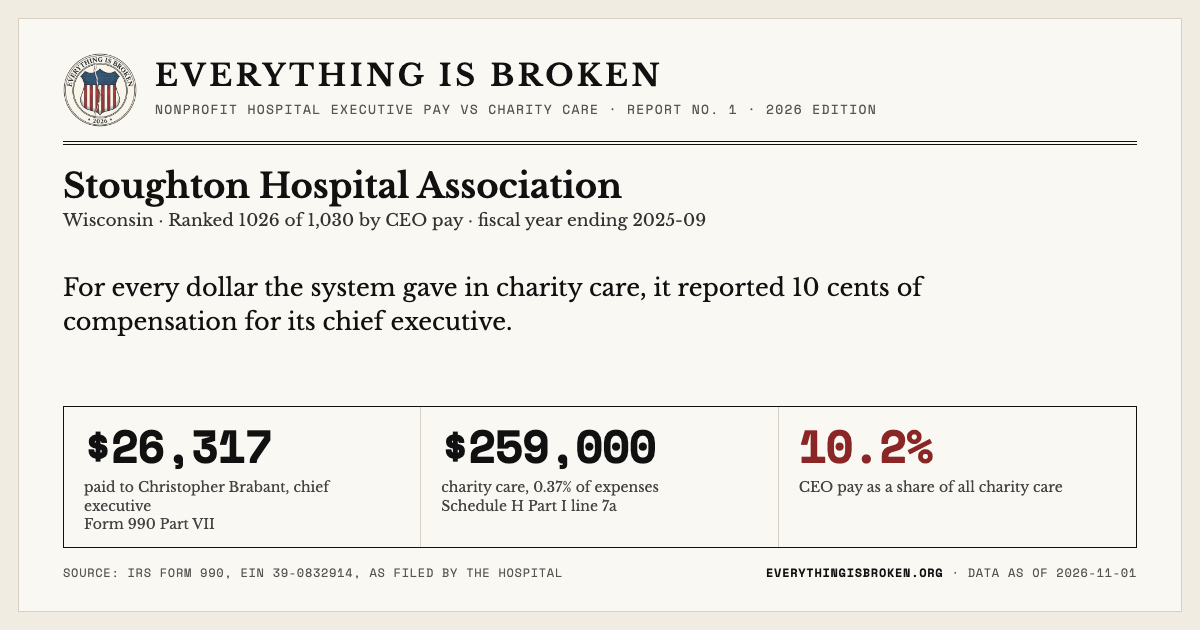 EVERYTHING IS BROKEN
· 2026 ·
EVERYTHING IS BROKEN
NONPROFIT HOSPITAL EXECUTIVE PAY VS CHARITY CARE · REPORT NO. 1 · 2026 EDITION
Stoughton Hospital Association
Wisconsin · Ranked 1026 of 1,030 by CEO pay · fiscal year ending 2025-09
For every dollar the system gave in charity care, it reported 10 cents of
compensation for its chief executive.
$26,317
paid to Christopher Brabant, chief
executive
Form 990 Part VII
$259,000
charity care, 0.37% of expenses
Schedule H Part I line 7a
10.2%
CEO pay as a share of all charity care
SOURCE: IRS FORM 990, EIN 39-0832914, AS FILED BY THE HOSPITAL
EVERYTHINGISBROKEN.ORG · DATA AS OF 2026-11-01